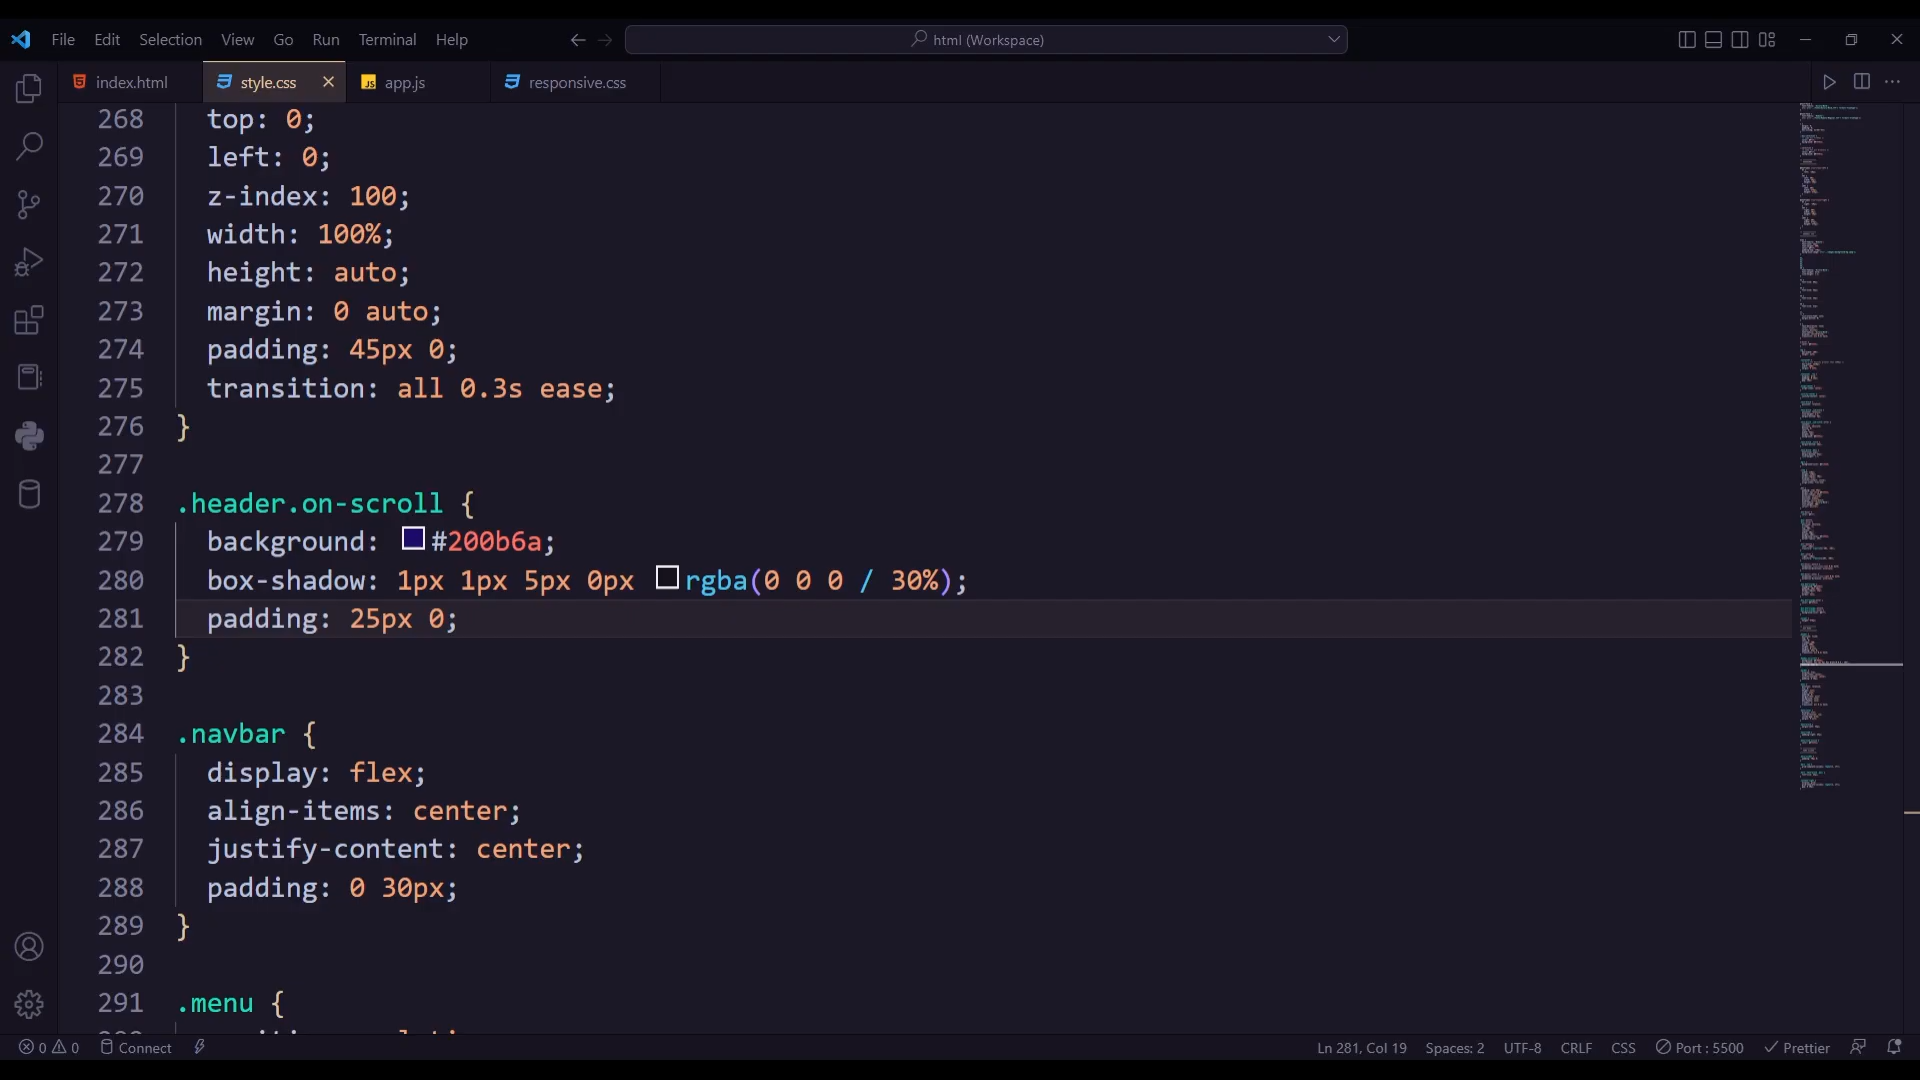 File Edit Selection View Go Run Terminal Help
html (Workspace)
index.html style.css app.js responsive.css
268 top: 0;
269 left: 0;
270 z-index: 100;
271 width: 100%;
272 height: auto;
273 margin: 0 auto;
274 padding: 45px 0;
275 transition: all 0.3s ease;
276 }
277
278 .header.on-scroll {
279 background: #200b6a;
280 box-shadow: 1px 1px 5px 0px rgba(0 0 0 / 30%);
281 padding: 25px 0;
282 }
283
284 .navbar {
285 display: flex;
286 align-items: center;
287 justify-content: center;
288 padding: 0 30px;
289 }
290
291 .menu {
0 0 Connect Ln 281, Col 19 Spaces: 2 UTF-8 CRLF CSS Port : 5500 Prettier